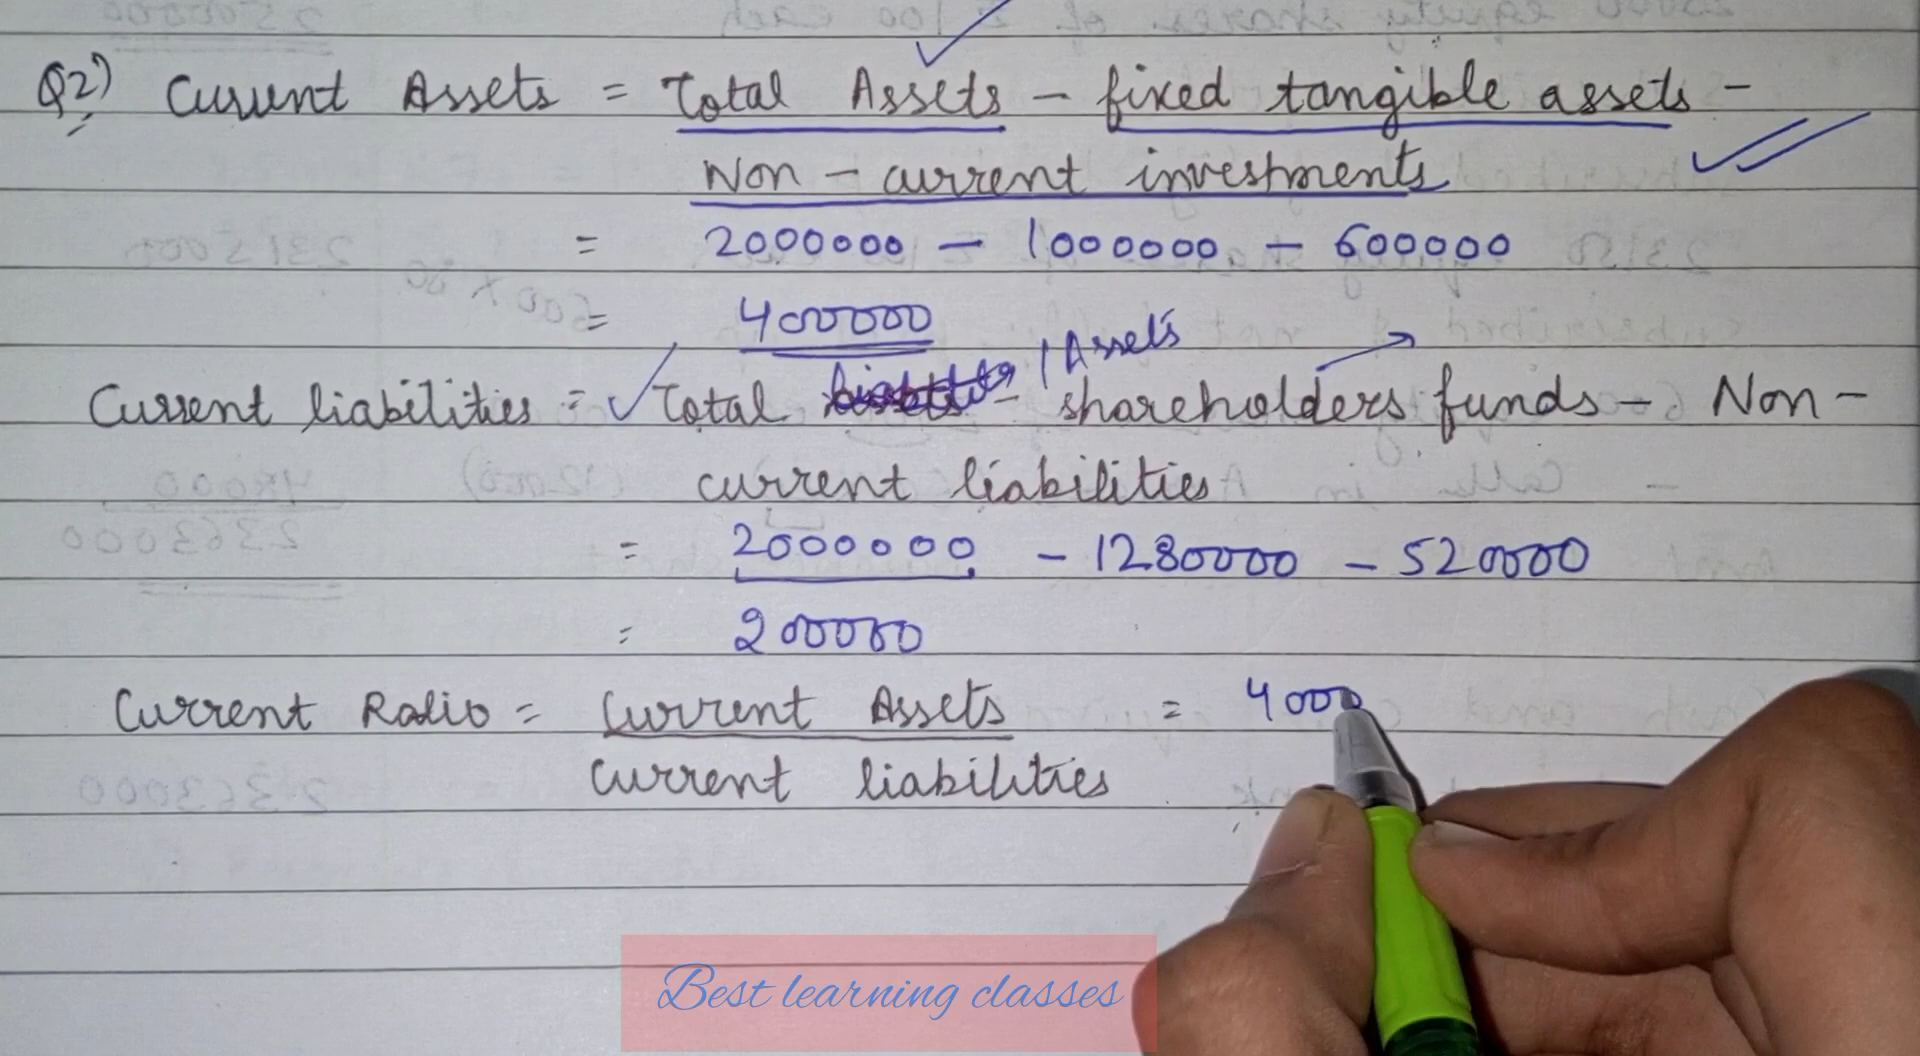 Q2) Current Assets = Total Assets - fixed tangible assets -
Non - current investments
= 2000000 - 1000000 - 600000
= 400000
Assets
Current liabilities = Total - shareholders funds - Non -
current liabilities
= 2000000 - 1280000 - 520000
= 200000
Current Ratio = Current Assets = 4000
Current liabilities
Best learning classes